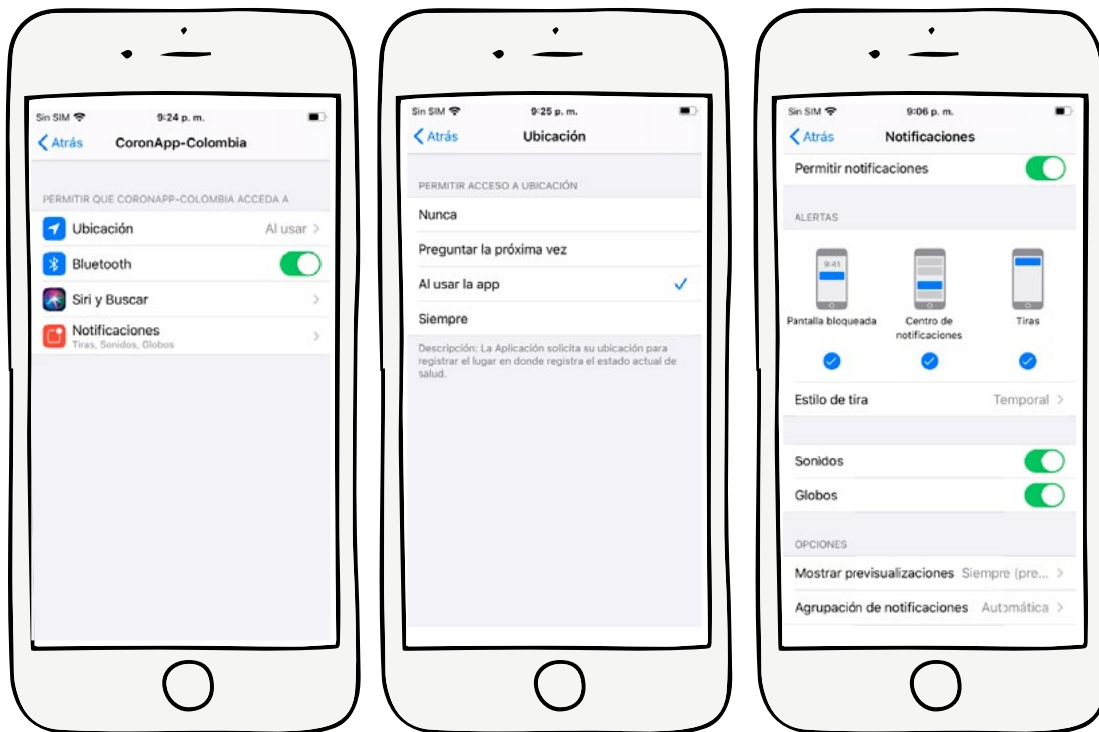 Sin SIM 9:24 p. m.
Atrás CoronApp-Colombia
PERMITIR QUE CORONAPP-COLOMBIA ACCEDA A
Ubicación Al usar
Bluetooth
Siri y Buscar
Notificaciones
Tiras, Sonidos, Globos
Sin SIM 9:25 p. m.
Atrás Ubicación
PERMITIR ACCESO A UBICACIÓN
Nunca
Preguntar la próxima vez
Al usar la app
Siempre
Descripción: La Aplicación solicita su ubicación para
registrar el lugar en donde registra el estado actual de
salud.
Sin SIM 9:06 p. m.
Atrás Notificaciones
Permitir notificaciones
ALERTAS
9:41
Pantalla bloqueada Centro de Tiras
notificaciones
Estilo de tira Temporal
Sonidos
Globos
OPCIONES
Mostrar previsualizaciones Siempre (pre...
Agrupación de notificaciones Automática